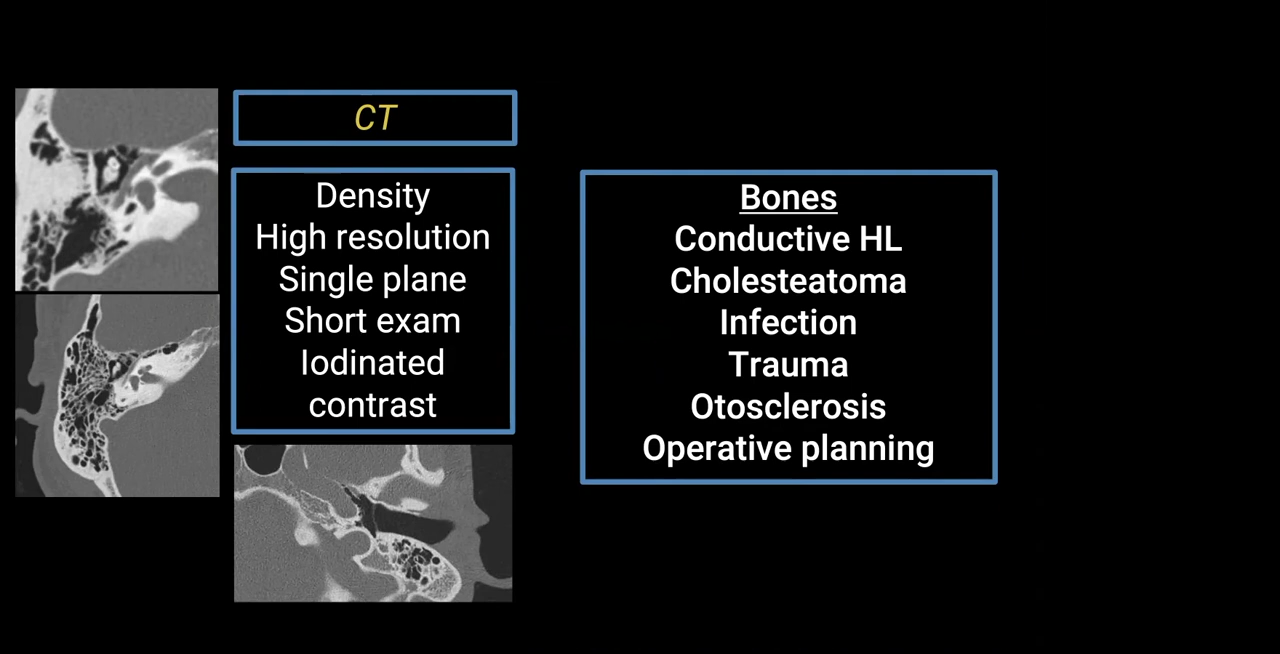 CT
Density
High resolution
Single plane
Short exam
Iodinated
contrast
Bones
Conductive HL
Cholesteatoma
Infection
Trauma
Otosclerosis
Operative planning